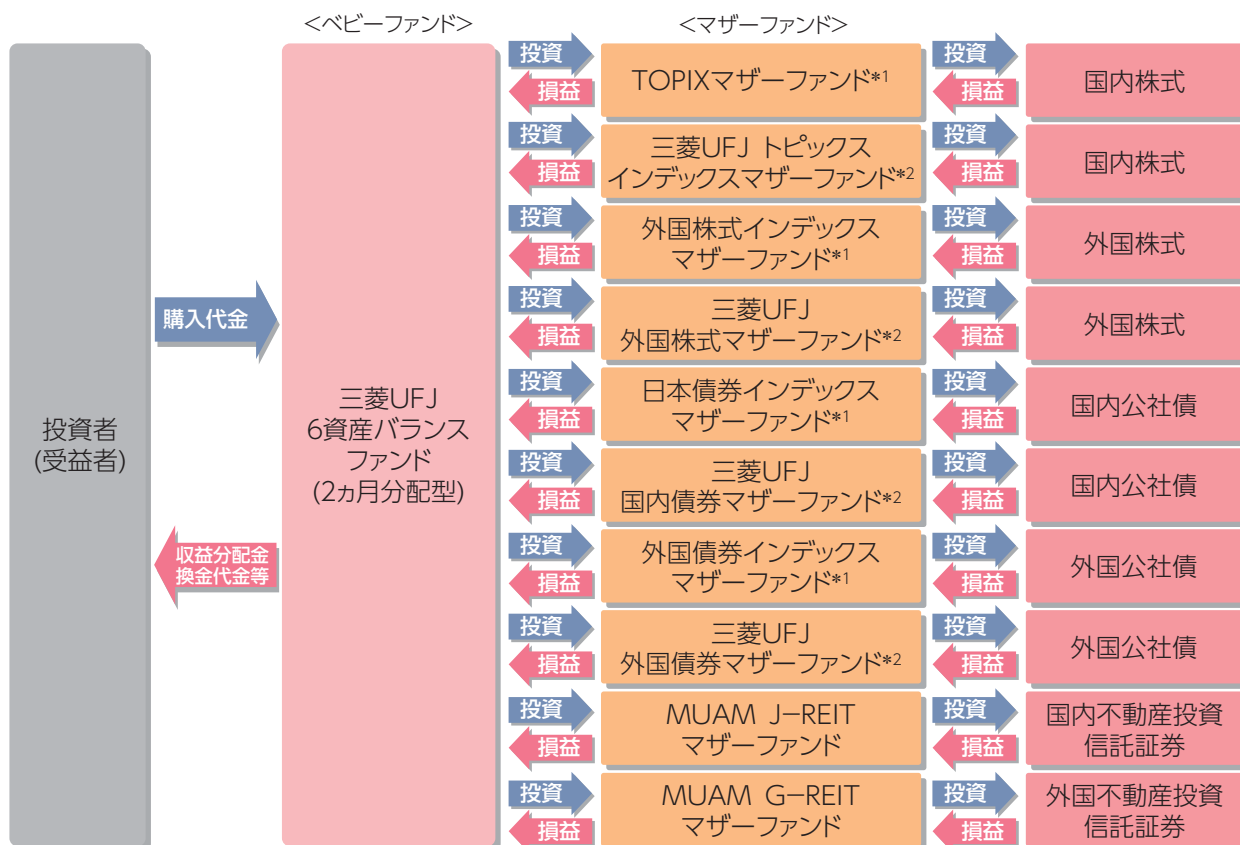 <ベビーファンド>
<マザーファンド>
投資者
(受益者)
購入代金
収益分配金
換金代金等
三菱UFJ
6資産バランス
ファンド
(2ヵ月分配型)
投資
損益
TOPIXマザーファンド*1
投資
損益
国内株式
投資
損益
三菱UFJ トピックス
インデックスマザーファンド*2
投資
損益
国内株式
投資
損益
外国株式インデックス
マザーファンド*1
投資
損益
外国株式
投資
損益
三菱UFJ
外国株式マザーファンド*2
投資
損益
外国株式
投資
損益
日本債券インデックス
マザーファンド*1
投資
損益
国内公社債
投資
損益
三菱UFJ
国内債券マザーファンド*2
投資
損益
国内公社債
投資
損益
外国債券インデックス
マザーファンド*1
投資
損益
外国公社債
投資
損益
三菱UFJ
外国債券マザーファンド*2
投資
損益
外国公社債
投資
損益
MUAM J-REIT
マザーファンド
投資
損益
国内不動産投資
信託証券
投資
損益
MUAM G-REIT
マザーファンド
投資
損益
外国不動産投資
信託証券